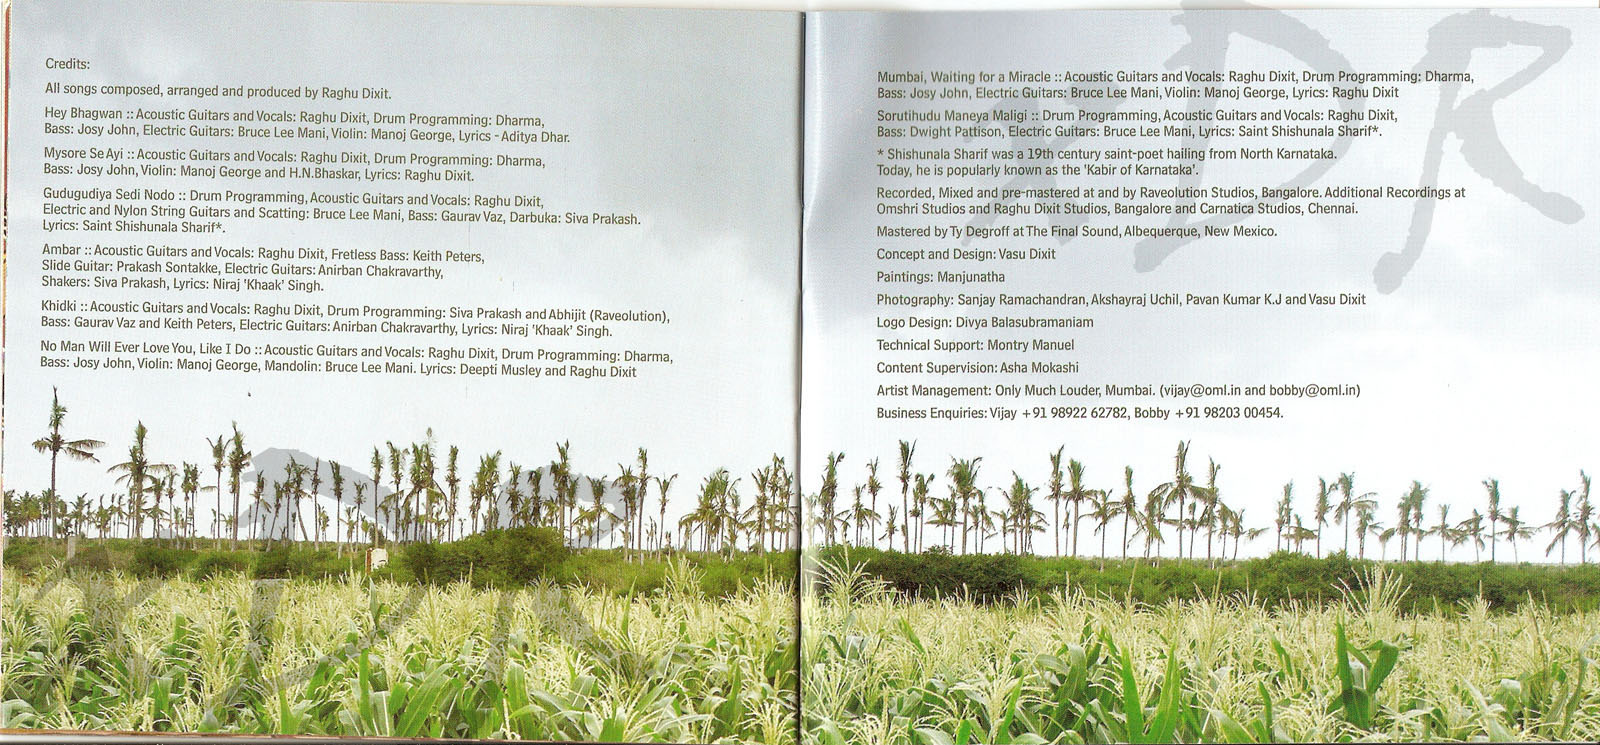 Credits:
All songs composed, arranged and produced by Raghu Dixit.
Hey Bhagwan :: Acoustic Guitars and Vocals: Raghu Dixit, Drum Programming: Dharma,
Bass: Josy John, Electric Guitars: Bruce Lee Mani, Violin: Manoj George, Lyrics - Aditya Dhar.
Mysore Se Ayi :: Acoustic Guitars and Vocals: Raghu Dixit, Drum Programming: Dharma,
Bass: Josy John, Violin: Manoj George and H.N.Bhaskar, Lyrics: Raghu Dixit.
Gudugudiya Sedi Nodo :: Drum Programming, Acoustic Guitars and Vocals: Raghu Dixit,
Electric and Nylon String Guitars and Scatting: Bruce Lee Mani, Bass: Gaurav Vaz, Darbuka: Siva Prakash.
Lyrics: Saint Shishunala Sharif*.
Ambar :: Acoustic Guitars and Vocals: Raghu Dixit, Fretless Bass: Keith Peters,
Slide Guitar: Prakash Sontakke, Electric Guitars: Anirban Chakravarthy,
Shakers: Siva Prakash, Lyrics: Niraj 'Khaak' Singh.
Khidki :: Acoustic Guitars and Vocals: Raghu Dixit, Drum Programming: Siva Prakash and Abhijit (Raveolution),
Bass: Gaurav Vaz and Keith Peters, Electric Guitars: Anirban Chakravarthy, Lyrics: Niraj 'Khaak' Singh.
No Man Will Ever Love You, Like I Do :: Acoustic Guitars and Vocals: Raghu Dixit, Drum Programming: Dharma,
Bass: Josy John, Violin: Manoj George, Mandolin: Bruce Lee Mani. Lyrics: Deepti Musley and Raghu Dixit
Mumbai, Waiting for a Miracle :: Acoustic Guitars and Vocals: Raghu Dixit, Drum Programming: Dharma,
Bass: Josy John, Electric Guitars: Bruce Lee Mani, Violin: Manoj George, Lyrics: Raghu Dixit
Sorutihudu Maneya Maligi :: Drum Programming, Acoustic Guitars and Vocals: Raghu Dixit,
Bass: Dwight Pattison, Electric Guitars: Bruce Lee Mani, Lyrics: Saint Shishunala Sharif*.
* Shishunala Sharif was a 19th century saint-poet hailing from North Karnataka.
Today, he is popularly known as the 'Kabir of Karnataka'.
Recorded, Mixed and pre-mastered at and by Raveolution Studios, Bangalore. Additional Recordings at
Omshri Studios and Raghu Dixit Studios, Bangalore and Carnatica Studios, Chennai.
Mastered by Ty Degroff at The Final Sound, Albequerque, New Mexico.
Concept and Design: Vasu Dixit
Paintings: Manjunatha
Photography: Sanjay Ramachandran, Akshayraj Uchil, Pavan Kumar K.J and Vasu Dixit
Logo Design: Divya Balasubramaniam
Technical Support: Montry Manuel
Content Supervision: Asha Mokashi
Artist Management: Only Much Louder, Mumbai. (vijay@oml.in and bobby@oml.in)
Business Enquiries: Vijay +91 98922 62782, Bobby +91 98203 00454.